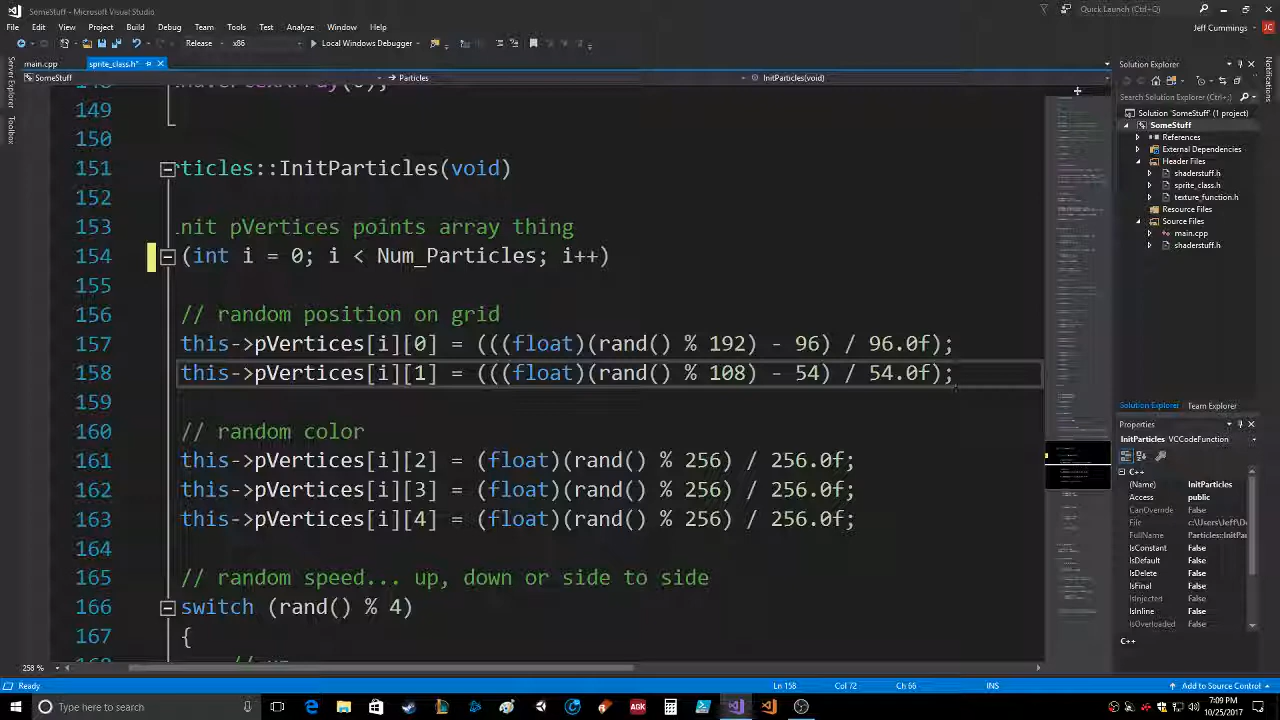 SomeStuff - Microsoft Visual Studio
Quick Launch (Ctrl+Q)
File Edit View Project Build Debug Team Tools Test Analyze Window Help
Jeff Cummings JC
Release x86 Local Windows Debugger
main.cpp sprite_class.h*
SomeStuff Particles InitParticles(void)
Server Explorer
Toolbox
Notifications
149
150
151 rticles::InitParticles(void)
152
153 nit pVertices points array thing
154 (int i = 0; i Num_Particles; i++)
155
156 // random position on grid
157 this->pVertices[i][0] = (((float)(rand() % 192) - 96) / 96.0f);
158 this->pVertices[i][1] = (((float)(rand() % 108) - 54) / 54.0f);
159
160 // random color
161 this->pVertices[i][2] = (float)(rand() % 256) / 256.0f;
162 this->pVertices[i][3] = (float)(rand() % 256) / 256.0f;
163 this->pVertices[i][4] = (float)(rand() % 256) / 256.0f;
164
165 // random speed... up, down or side to side
166 switch (rand() % 4)
167 {
258 %
Solution Explorer
Search Solution Explorer (Ctrl+;)
Solution 'SomeStuff' (1 project)
SomeStuff
References
External Dependencies
Header Files
shaderstuff.h
sprite_class.h
texture_functions.h
Resource Files
Source Files
main.cpp
shaderstuff.h
Solution Explorer Team Explorer
Properties
InitParticles VCCodeFunction
C++
(Name) InitParticles
Access public
CanOverride False
File c:\Users\Jeff\D
FullName Particles::InitPa
IsConstant False
IsDefault False
IsDelete False
IsFinal False
IsInjected False
IsInline False
IsOverloaded False
C++
Ready Ln 158 Col 72 Ch 66 INS Add to Source Control
Type here to search
AGK
7:09 PM
10/25/2017